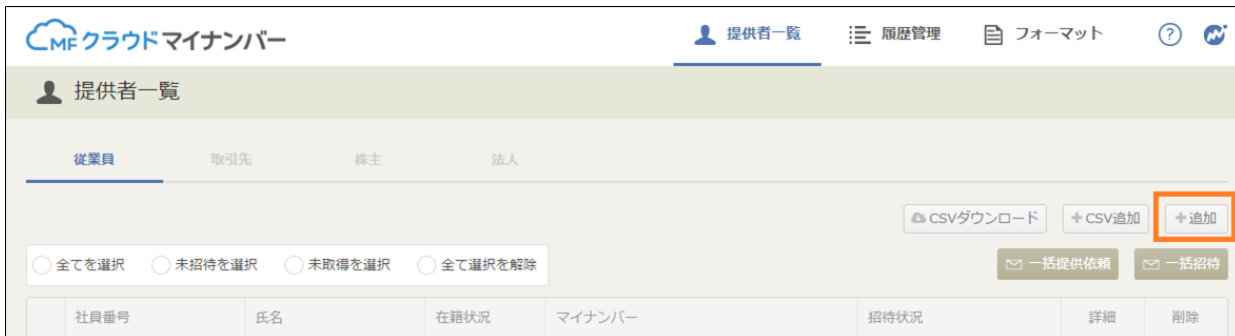 MFクラウドマイナンバー 提供者一覧 履歴管理 フォーマット ?
提供者一覧
従業員 取引先 株主 法人
CSVダウンロード +CSV追加 +追加
全てを選択 未招待を選択 未取得を選択 全て選択を解除 一括提供依頼 一括招待
社員番号 氏名 在籍状況 マイナンバー 招待状況 詳細 削除